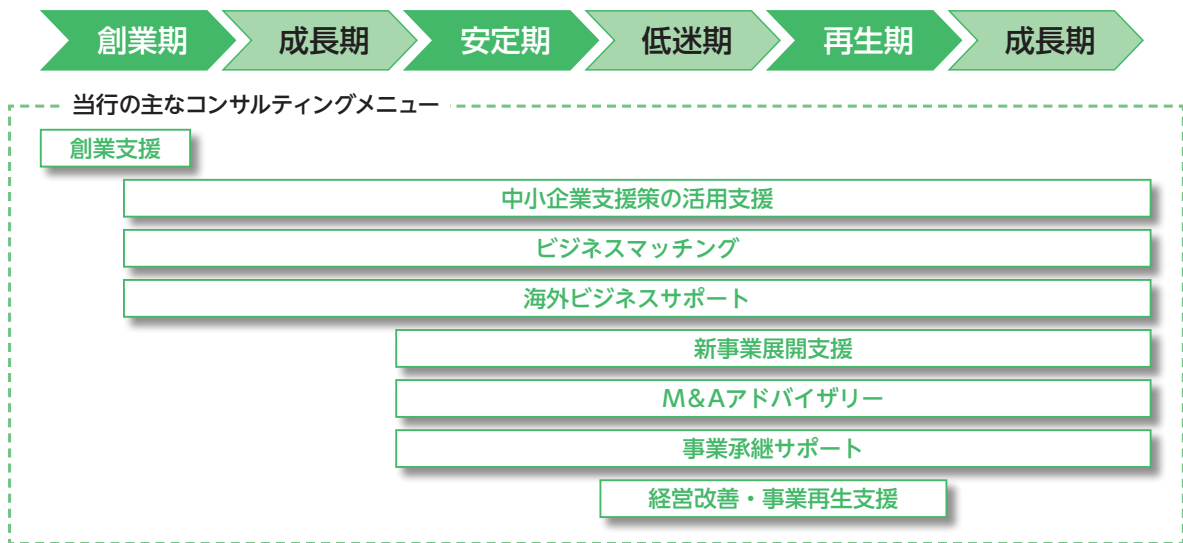 創業期 成長期 安定期 低迷期 再生期 成長期
当行の主なコンサルティングメニュー
創業支援
中小企業支援策の活用支援
ビジネスマッチング
海外ビジネスサポート
新事業展開支援
M&Aアドバイザリー
事業承継サポート
経営改善・事業再生支援